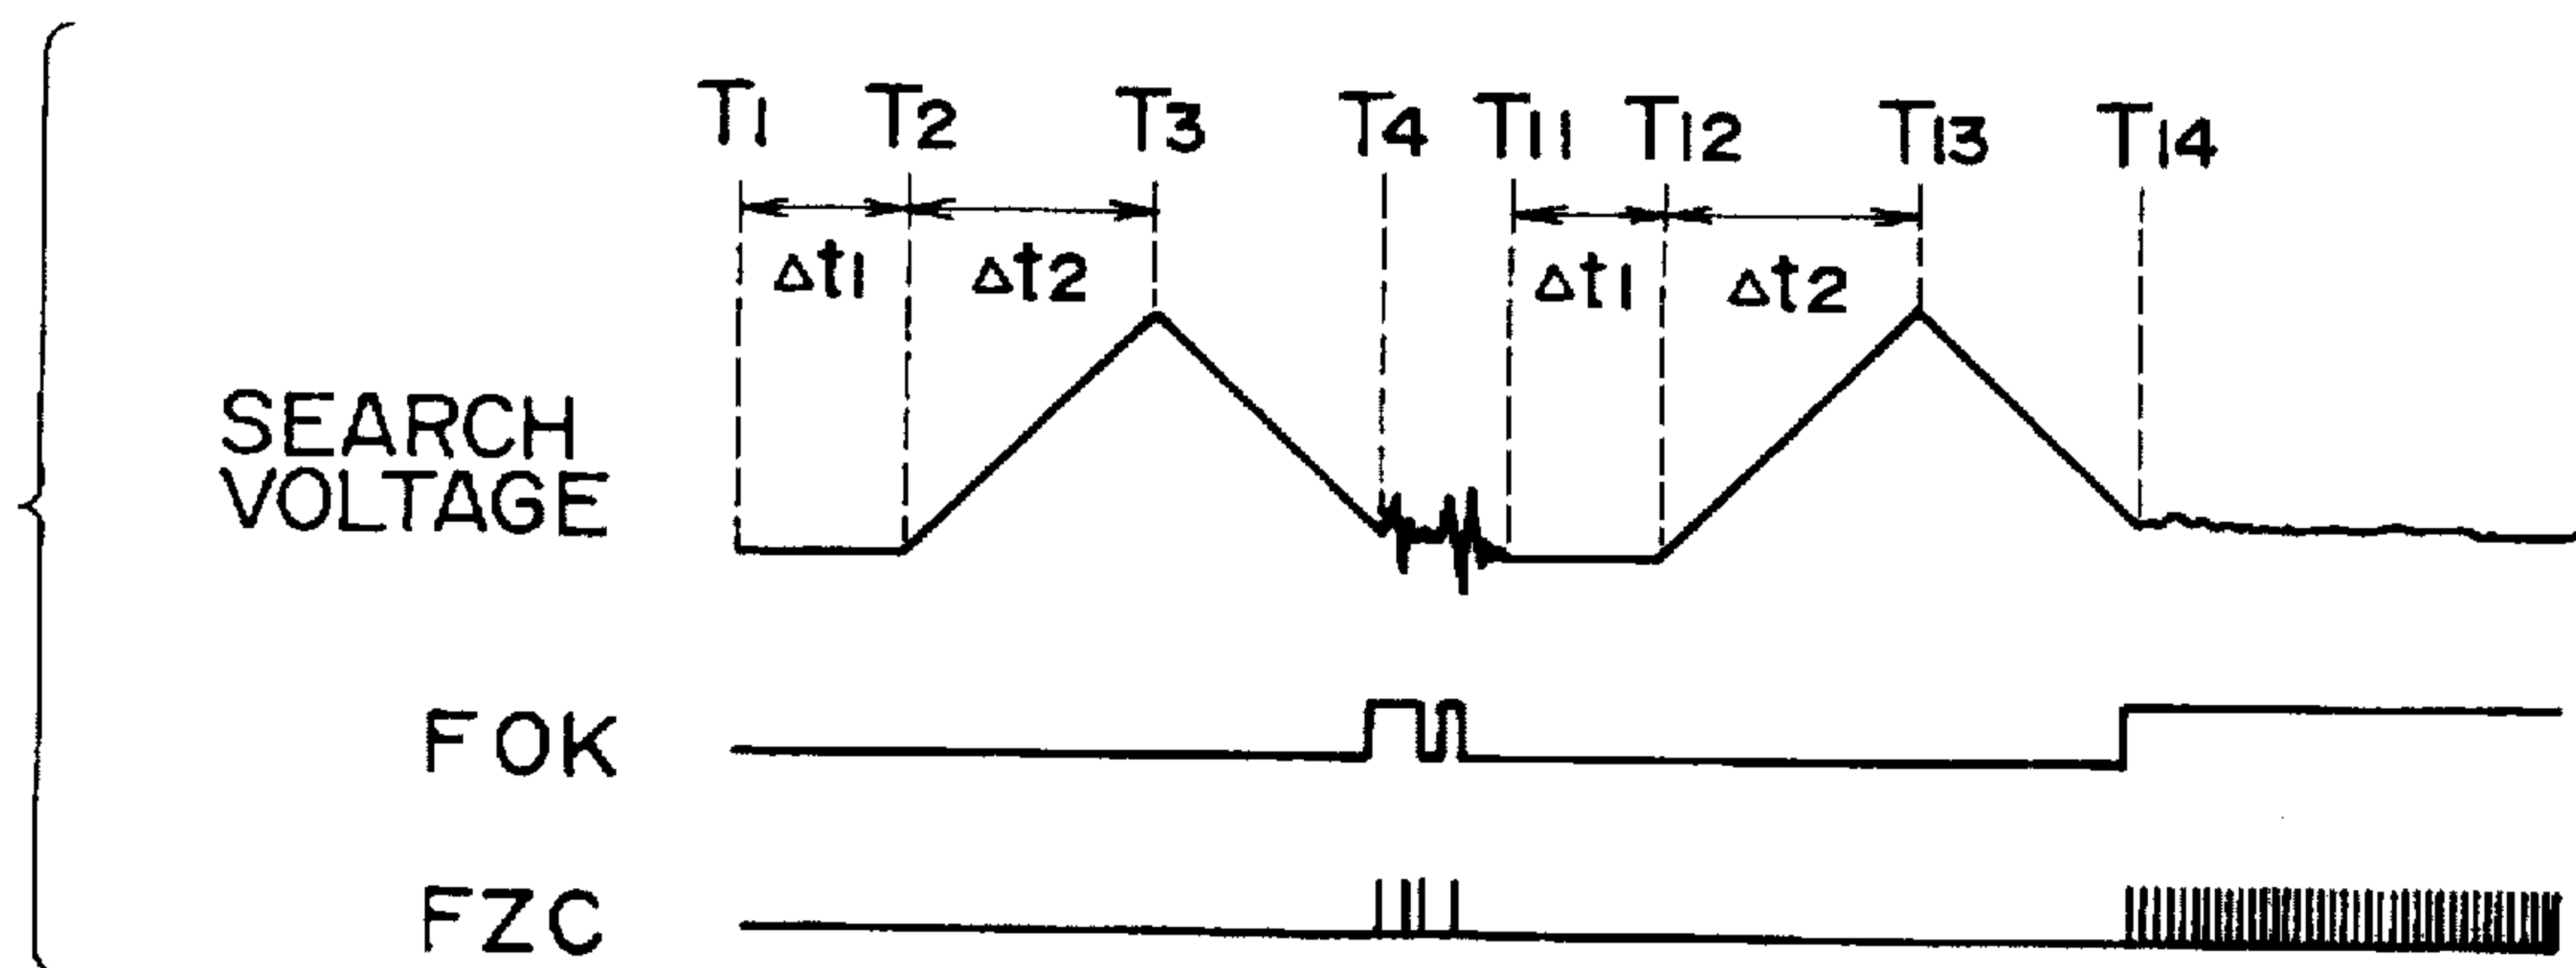 T1 T2 T3 T4 T11 T12 T13 T14
Δt1 Δt2 Δt1 Δt2
SEARCH
VOLTAGE
FOK
FZC